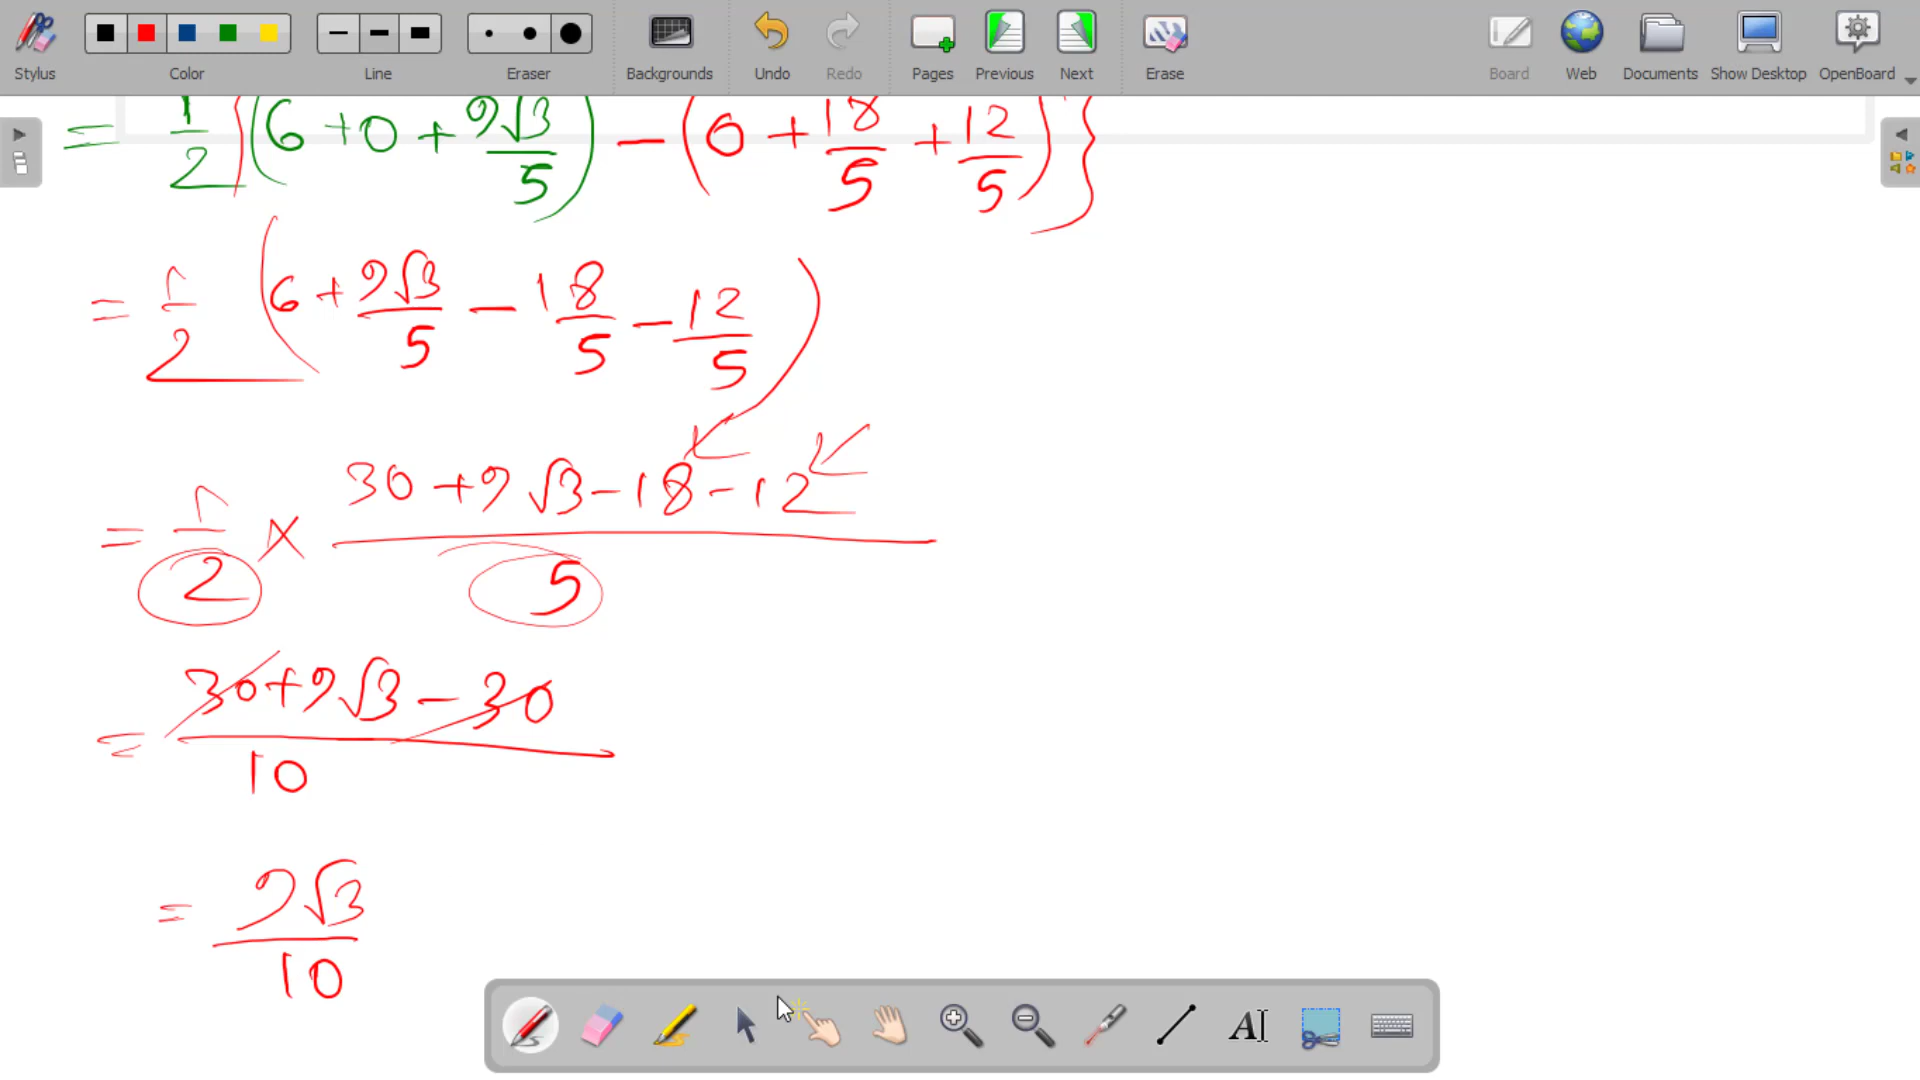 Stylus Color Line Eraser Backgrounds Undo Redo Pages Previous Next Erase Board Web Documents Show Desktop OpenBoard
= 1/2 {(6 + 0 + 9√3/5) - (0 + 18/5 + 12/5)}
= 1/2 (6 + 9√3/5 - 18/5 - 12/5)
= 1/2 × (30 + 9√3 - 18 - 12)/5
= (30 + 9√3 - 30)/10
= 9√3/10